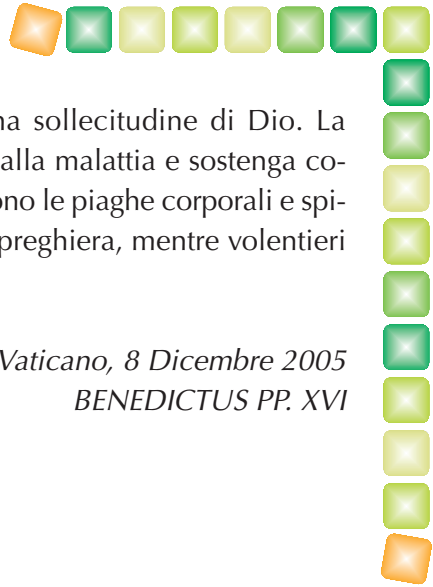 na sollecitudine di Dio. La
alla malattia e sostenga co-
ono le piaghe corporali e spi-
preghiera, mentre volentieri
Vaticano, 8 Dicembre 2005
BENEDICTUS PP. XVI